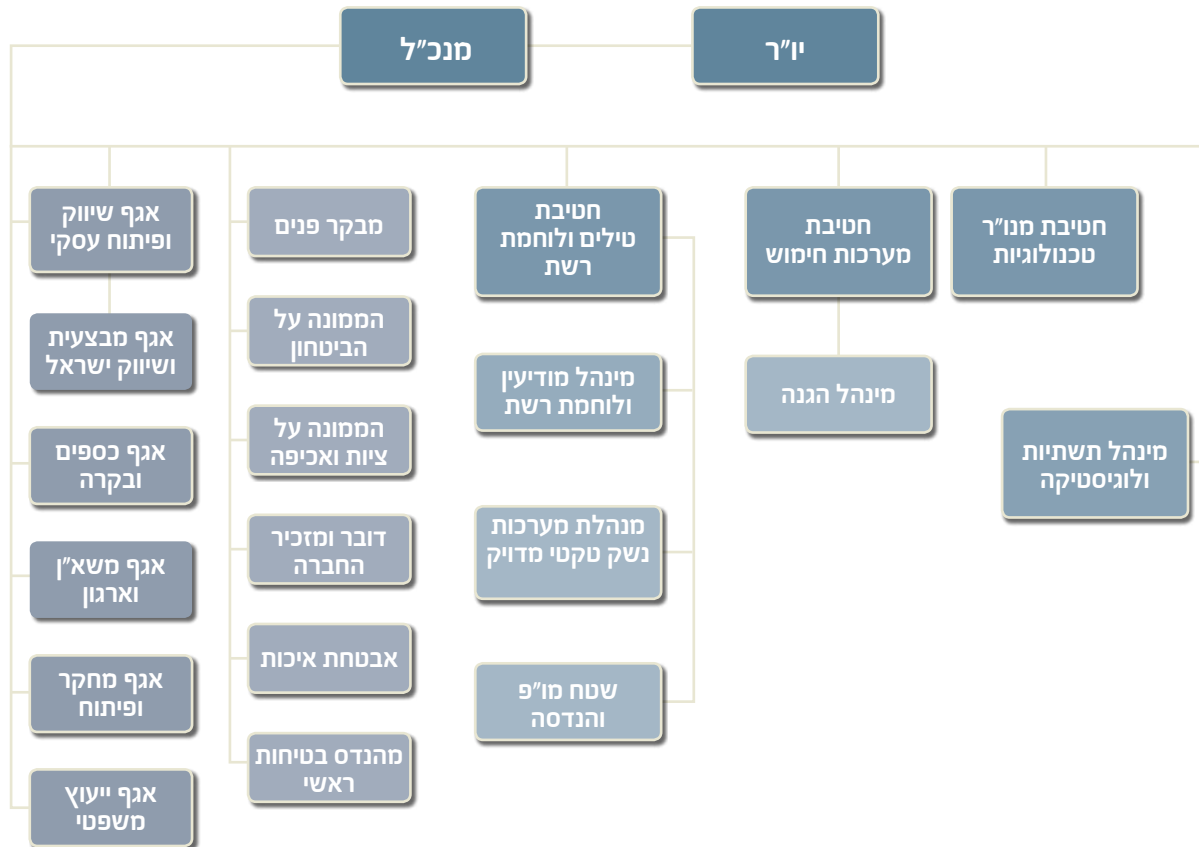 יו"ר
מנכ"ל
חטיבת מנו"ר
טכנולוגיות
מינהל תשתיות
ולוגיסטיקה
חטיבת
מערכות חימוש
מינהל הגנה
חטיבת
טילים ולוחמת
רשת
מינהל מודיעין
ולוחמת רשת
מנהלת מערכות
נשק טקטי מדויק
שטח מו"פ
והנדסה
מבקר פנים
הממונה על
הביטחון
הממונה על
ציות ואכיפה
דובר ומזכיר
החברה
אבטחת איכות
מהנדס בטיחות
ראשי
אגף שיווק
ופיתוח עסקי
אגף מבצעית
ושיווק ישראל
אגף כספים
ובקרה
אגף משא"ן
וארגון
אגף מחקר
ופיתוח
אגף ייעוץ
משפטי